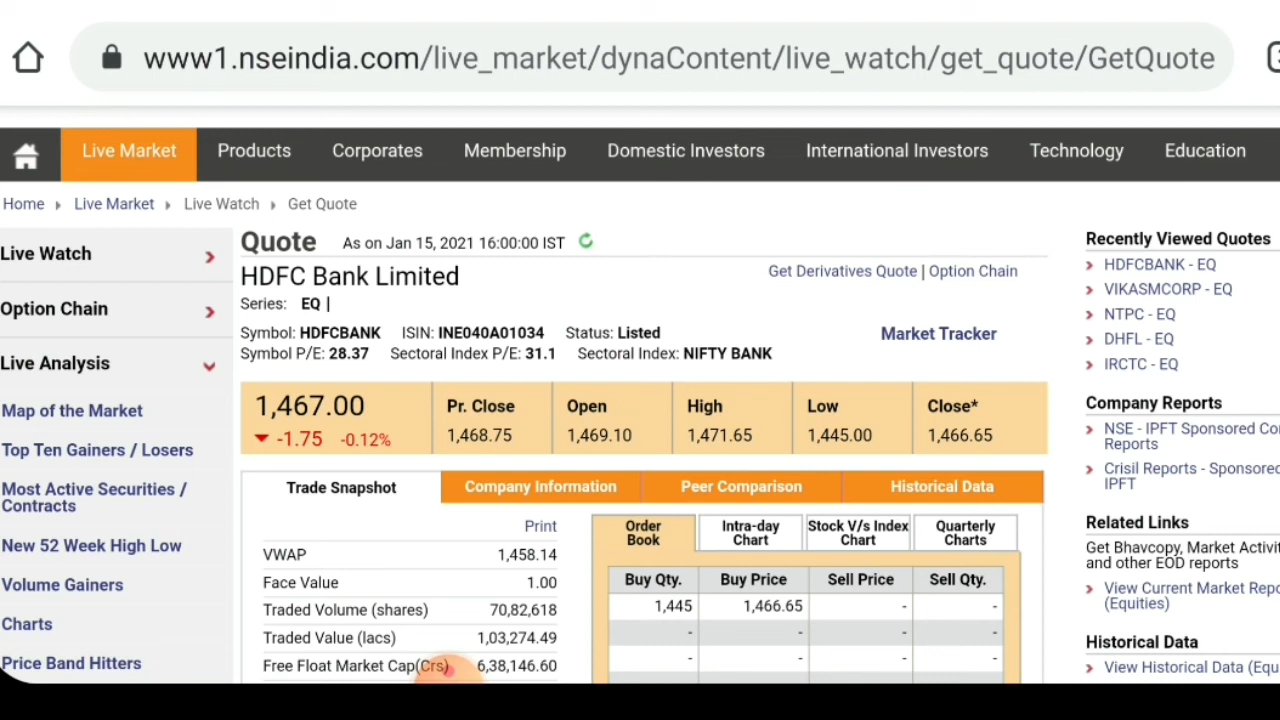 www1.nseindia.com/live_market/dynaContent/live_watch/get_quote/GetQuote
Live Market Products Corporates Membership Domestic Investors International Investors Technology Education
Home Live Market Live Watch Get Quote
Live Watch
Option Chain
Live Analysis
Map of the Market
Top Ten Gainers / Losers
Most Active Securities /
Contracts
New 52 Week High Low
Volume Gainers
Charts
Price Band Hitters
Quote As on Jan 15, 2021 16:00:00 IST
HDFC Bank Limited
Get Derivatives Quote | Option Chain
Series: EQ |
Symbol: HDFCBANK ISIN: INE040A01034 Status: Listed
Market Tracker
Symbol P/E: 28.37 Sectoral Index P/E: 31.1 Sectoral Index: NIFTY BANK
1,467.00 Pr. Close Open High Low Close*
-1.75 -0.12% 1,468.75 1,469.10 1,471.65 1,445.00 1,466.65
Trade Snapshot Company Information Peer Comparison Historical Data
Print
VWAP 1,458.14
Face Value 1.00
Traded Volume (shares) 70,82,618
Traded Value (lacs) 1,03,274.49
Free Float Market Cap(Crs) 6,38,146.60
Order Book Intra-day Chart Stock V/s Index Chart Quarterly Charts
Buy Qty. Buy Price Sell Price Sell Qty.
1,445 1,466.65 - -
- - - -
- - - -
Recently Viewed Quotes
HDFCBANK - EQ
VIKASMCORP - EQ
NTPC - EQ
DHFL - EQ
IRCTC - EQ
Company Reports
NSE - IPFT Sponsored
Reports
Crisil Reports - Sponsored
IPFT
Related Links
Get Bhavcopy, Market
and other EOD reports
View Current Market
(Equities)
Historical Data
View Historical Data